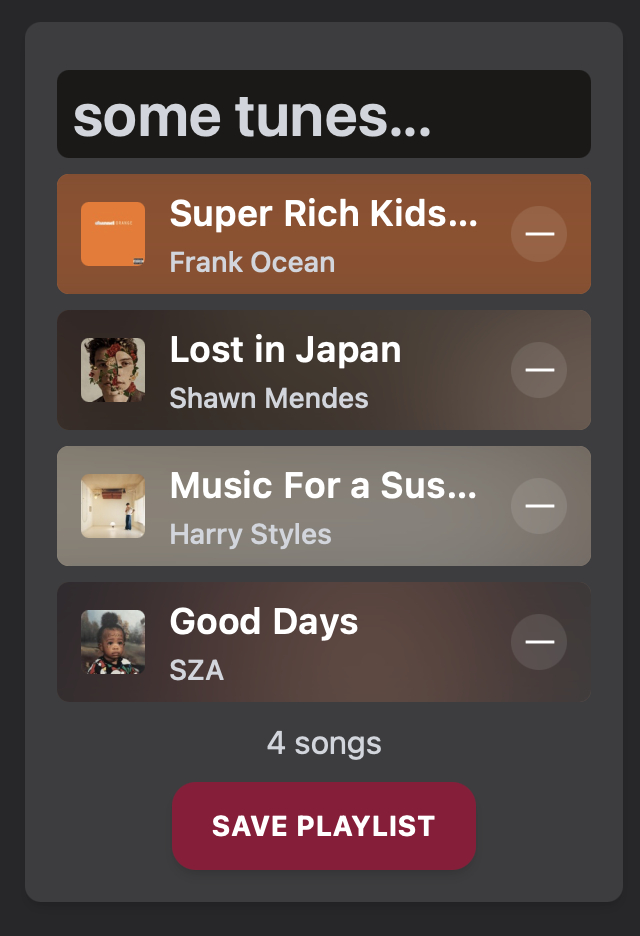 some tunes...
Super Rich Kids...
Frank Ocean
Lost in Japan
Shawn Mendes
Music For a Sus...
Harry Styles
Good Days
SZA
4 songs
SAVE PLAYLIST